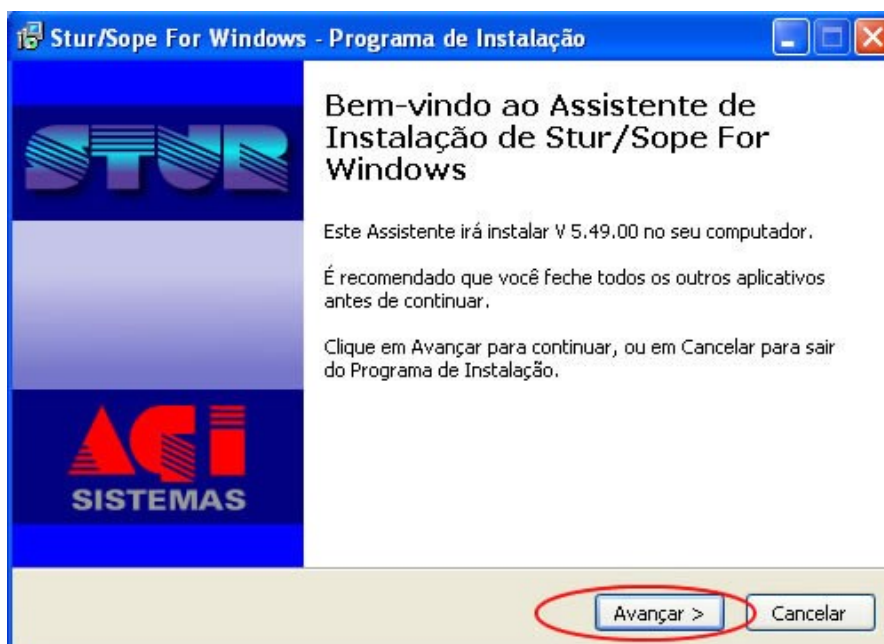 Stur/Sope For Windows - Programa de Instalação
STUR
Bem-vindo ao Assistente de
Instalação de Stur/Sope For
Windows
Este Assistente irá instalar V 5.49.00 no seu computador.
É recomendado que você feche todos os outros aplicativos
antes de continuar.
Clique em Avançar para continuar, ou em Cancelar para sair
do Programa de Instalação.
AGi
SISTEMAS
Avançar >
Cancelar